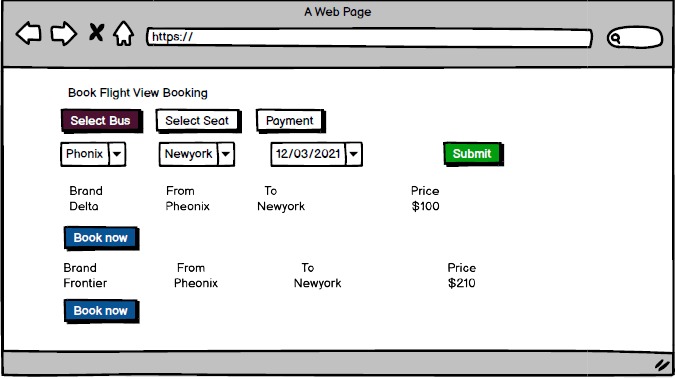 A Web Page
https://
Book Flight View Booking
Select Bus Select Seat Payment
Phonix Newyork 12/03/2021 Submit
Brand From To Price
Delta Pheonix Newyork $100
Book now
Brand From To Price
Frontier Pheonix Newyork $210
Book now